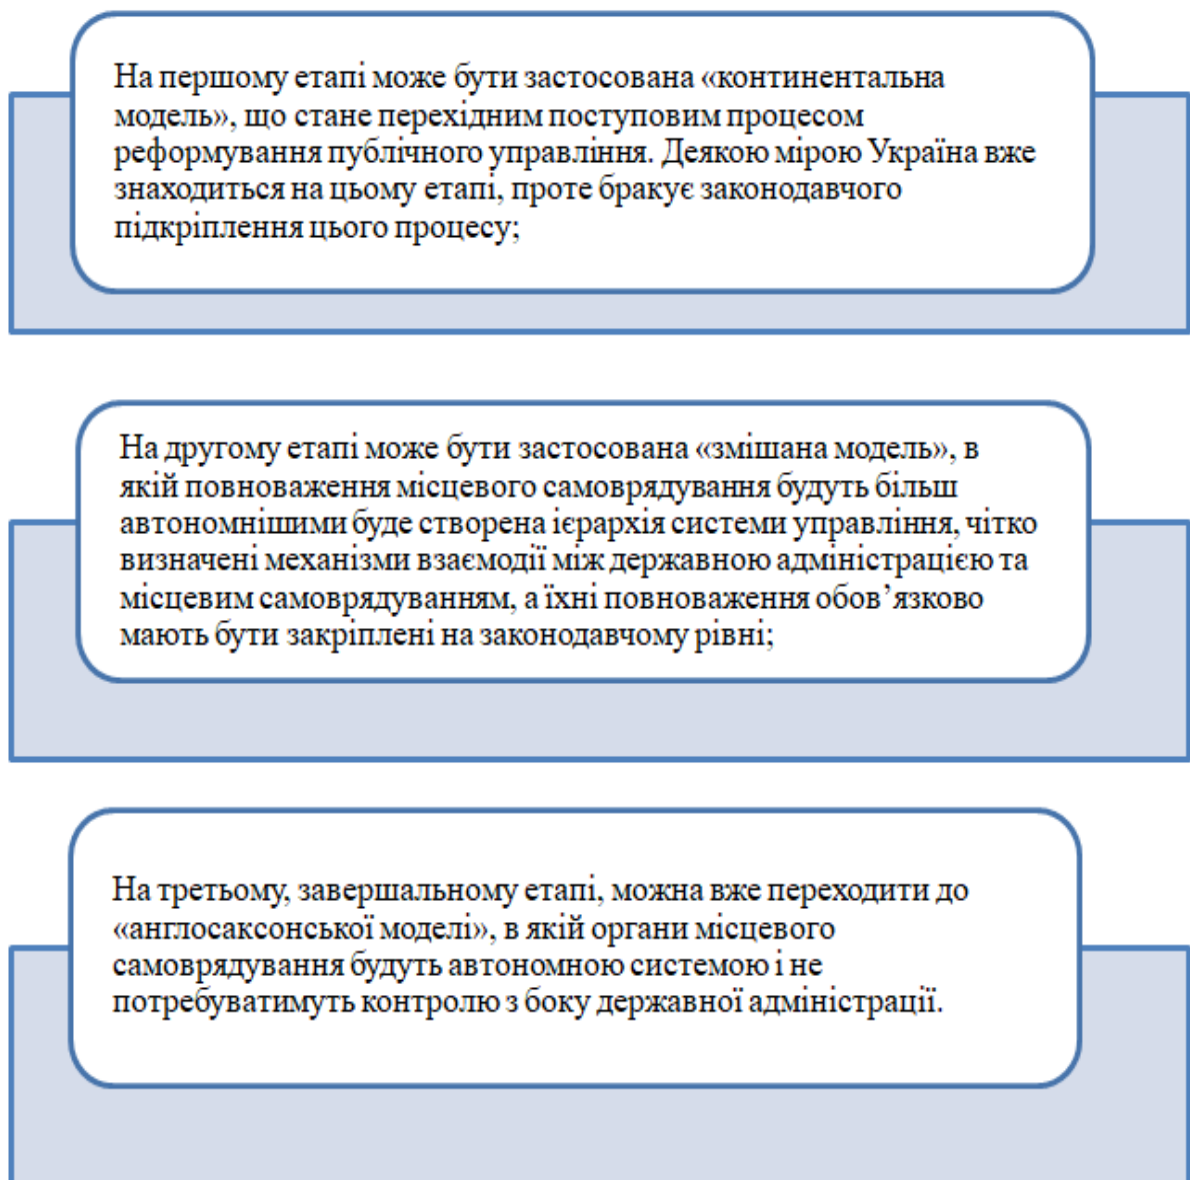 На першому етапі може бути застосована «континентальна
модель», що стане перехідним поступовим процесом
реформування публічного управління. Деякою мірою Україна вже
знаходиться на цьому етапі, проте бракує законодавчого
підкріплення цього процесу;
На другому етапі може бути застосована «змішана модель», в
якій повноваження місцевого самоврядування будуть більш
автономнішими буде створена ієрархія системи управління, чітко
визначені механізми взаємодії між державною адміністрацією та
місцевим самоврядуванням, а їхні повноваження обов’язково
мають бути закріплені на законодавчому рівні;
На третьому, завершальному етапі, можна вже переходити до
«англосаксонської моделі», в якій органи місцевого
самоврядування будуть автономною системою і не
потребуватимуть контролю з боку державної адміністрації.